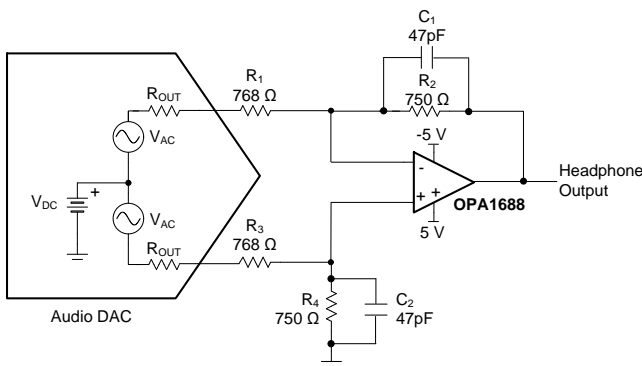 C1
47pF
R2
750 Ω
R1
768 Ω
ROUT
VAC
-5 V
-
+
+
OPA1688
5 V
Headphone
Output
+
VDC
VAC
ROUT
R3
768 Ω
R4
750 Ω
C2
47pF
Audio DAC